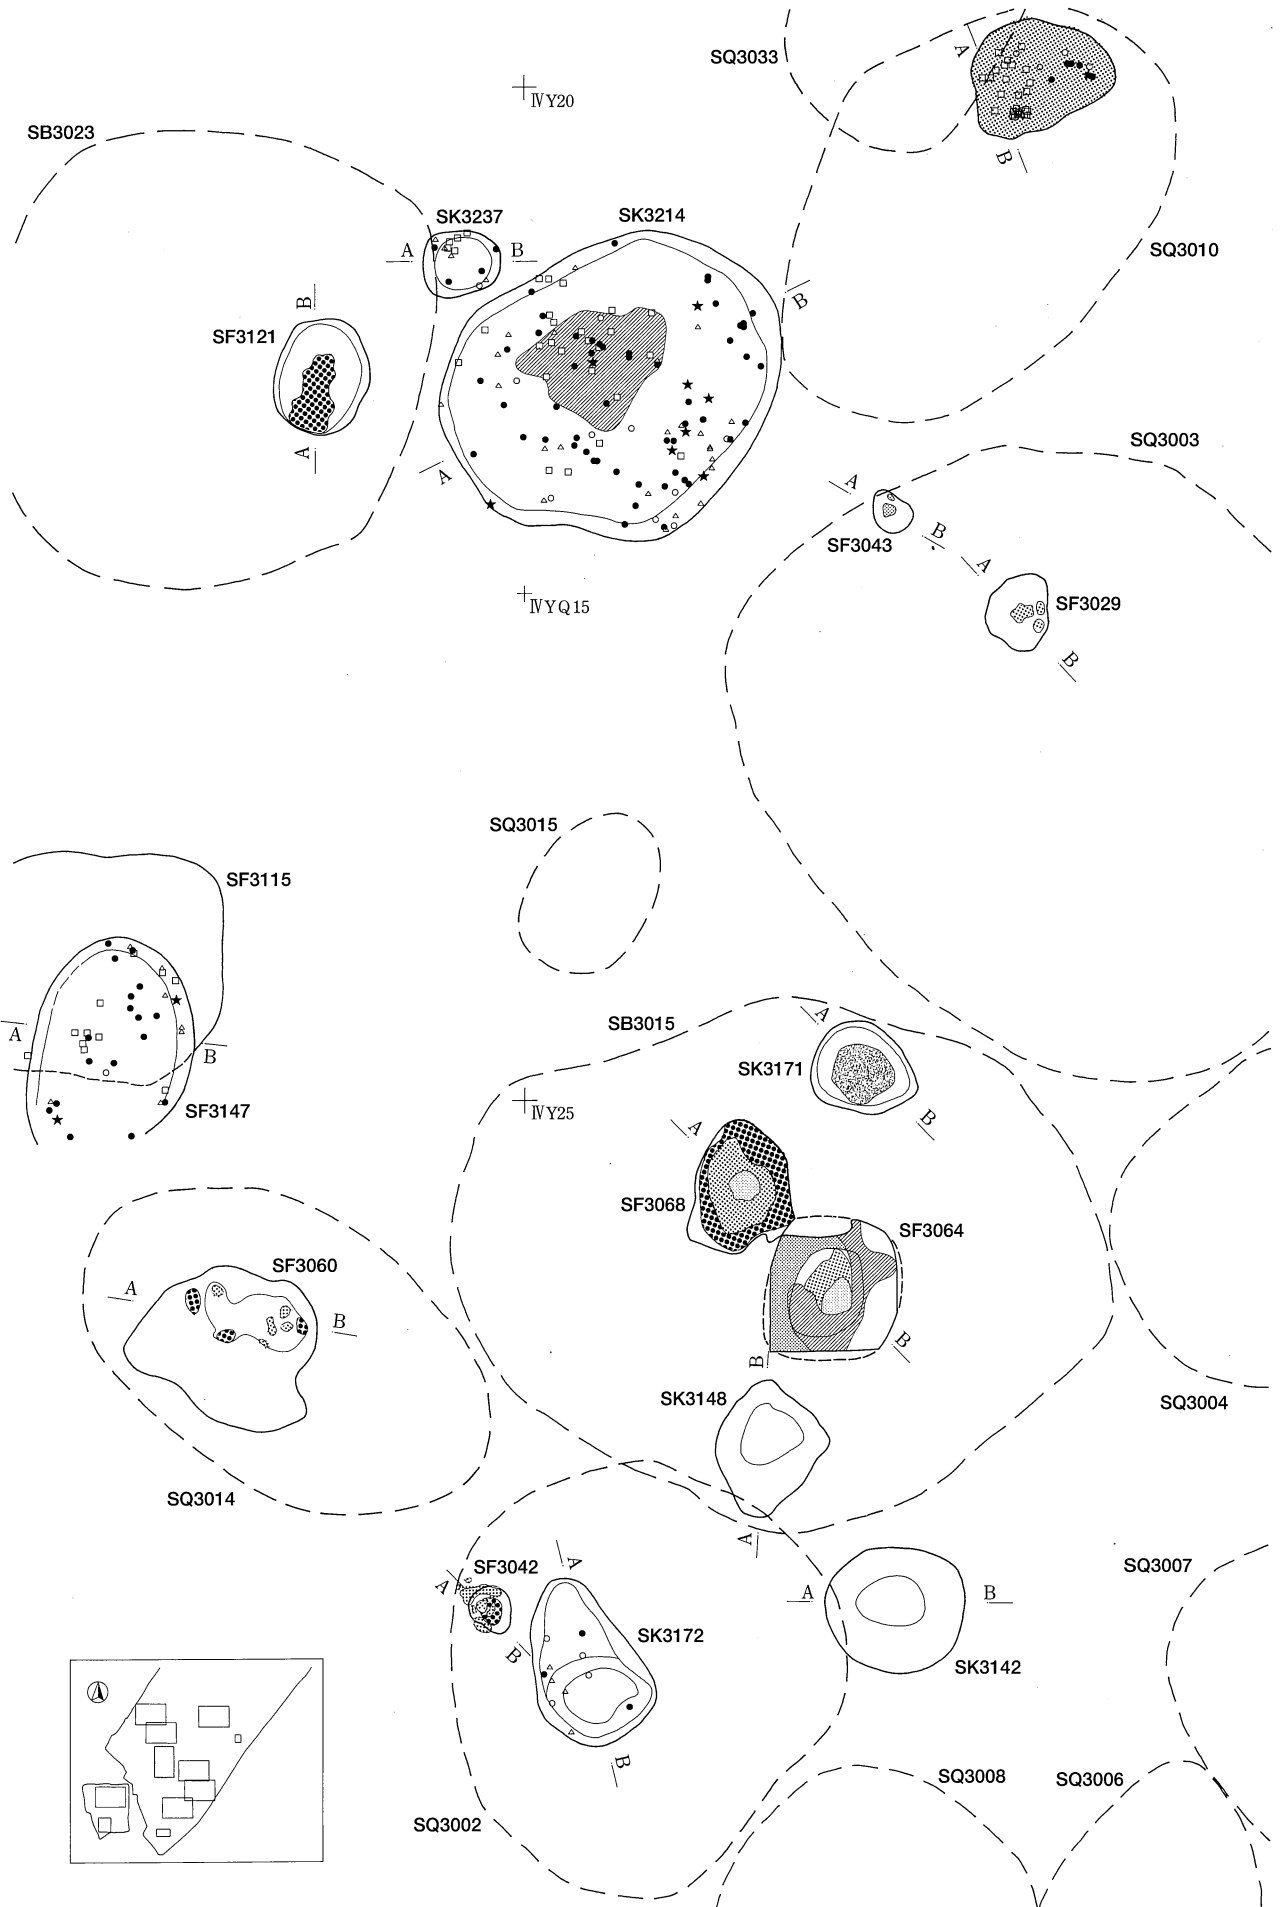 SQ3033
A
ⅣY20
SB3023
B
SK3237
SK3214
A
B
SQ3010
B
B
SF3121
A
A
SQ3003
A
B
SF3043
A
ⅣYQ15
SF3029
B
SQ3015
SF3115
A
SB3015
A
B
SK3171
ⅣY25
SF3147
B
A
SF3068
SF3064
SF3060
A
B
B
B
SK3148
SQ3004
SQ3014
A
SF3042
A
SQ3007
A
A
B
SK3172
B
SK3142
B
SQ3008
SQ3006
SQ3002